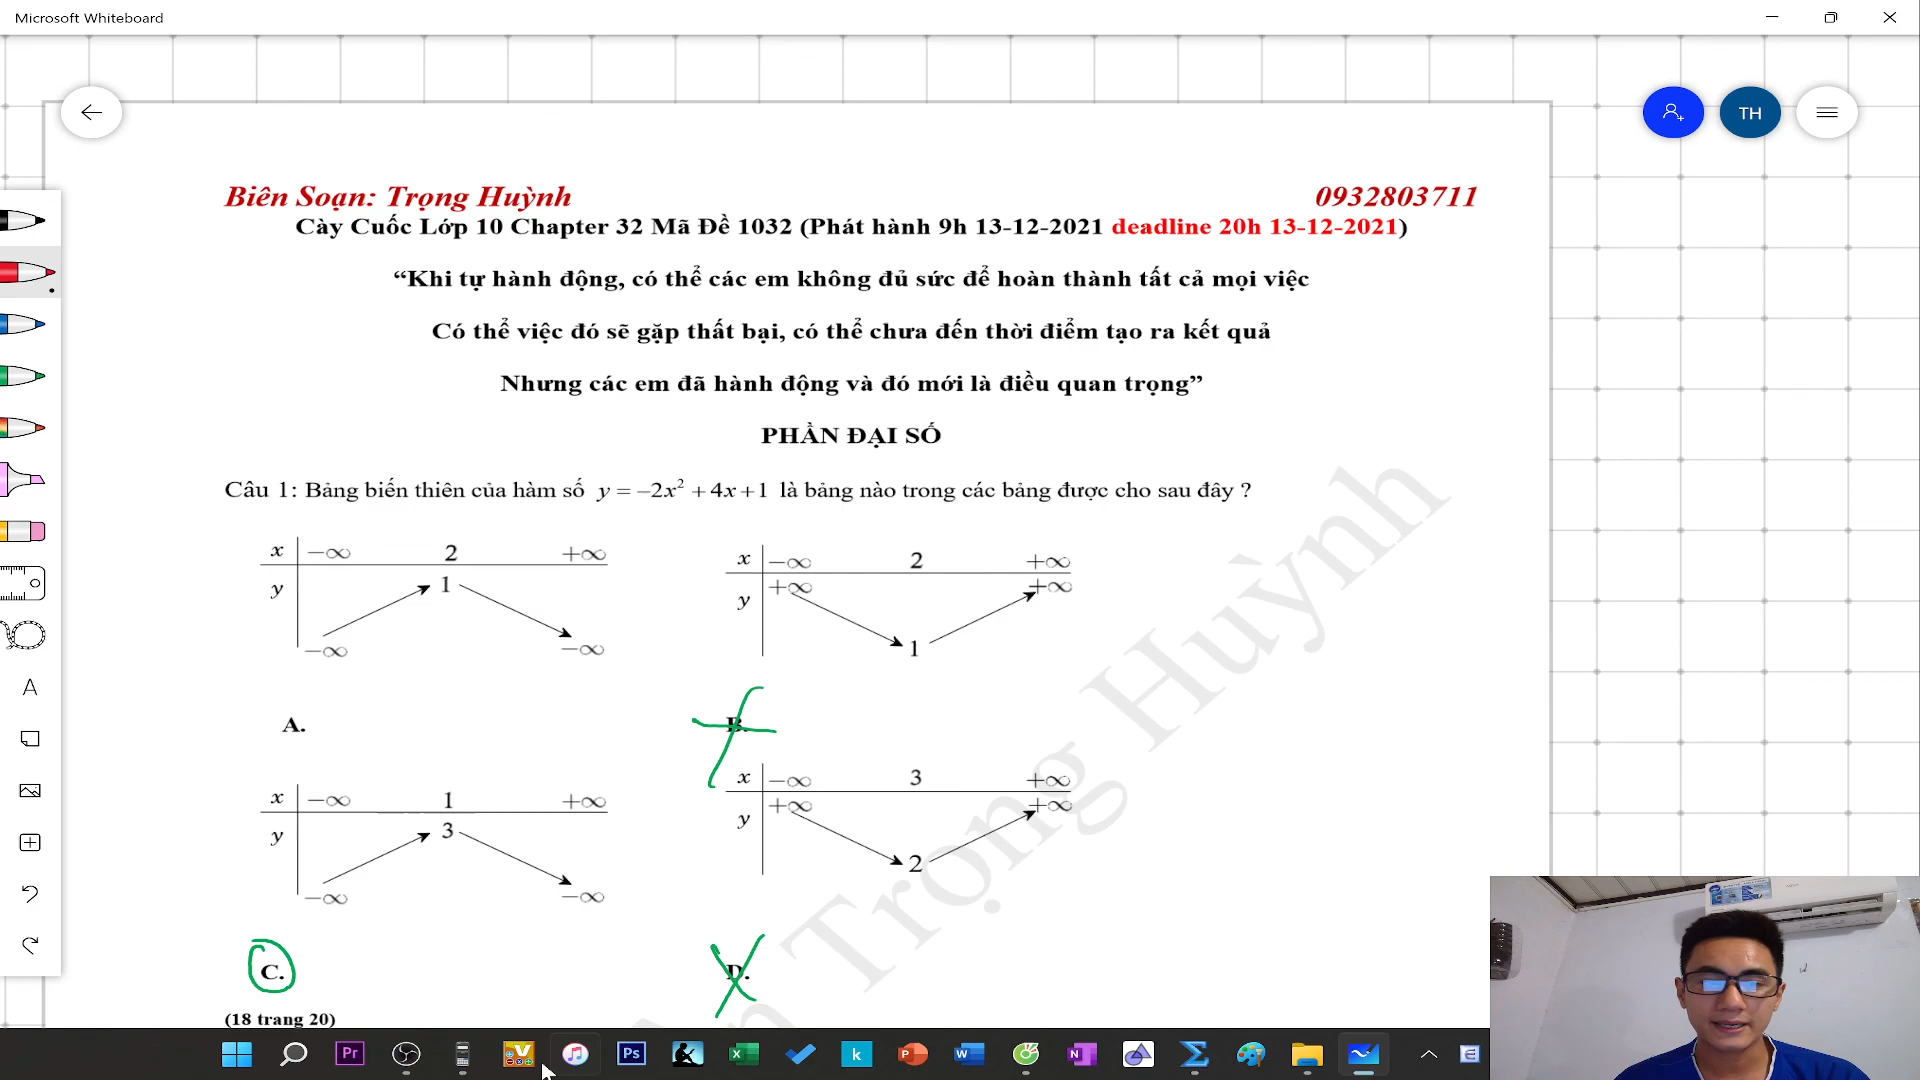 Microsoft Whiteboard
TH
Biên Soạn: Trọng Huỳnh 0932803711
Cày Cuốc Lớp 10 Chapter 32 Mã Đề 1032 (Phát hành 9h 13-12-2021 deadline 20h 13-12-2021)
“Khi tự hành động, có thể các em không đủ sức để hoàn thành tất cả mọi việc
Có thể việc đó sẽ gặp thất bại, có thể chưa đến thời điểm tạo ra kết quả
Nhưng các em đã hành động và đó mới là điều quan trọng”
PHẦN ĐẠI SỐ
Câu 1: Bảng biến thiên của hàm số y = −2x² + 4x + 1 là bảng nào trong các bảng được cho sau đây ?
x −∞ 2 +∞
y 1
−∞ −∞
x −∞ 2 +∞
+∞ +∞
y
1
A. B.
x −∞ 1 +∞
y 3
−∞ −∞
x −∞ 3 +∞
+∞ +∞
y
2
C. D.
(18 trang 20)
Trọng Huỳnh
A
Pr
Ps
k